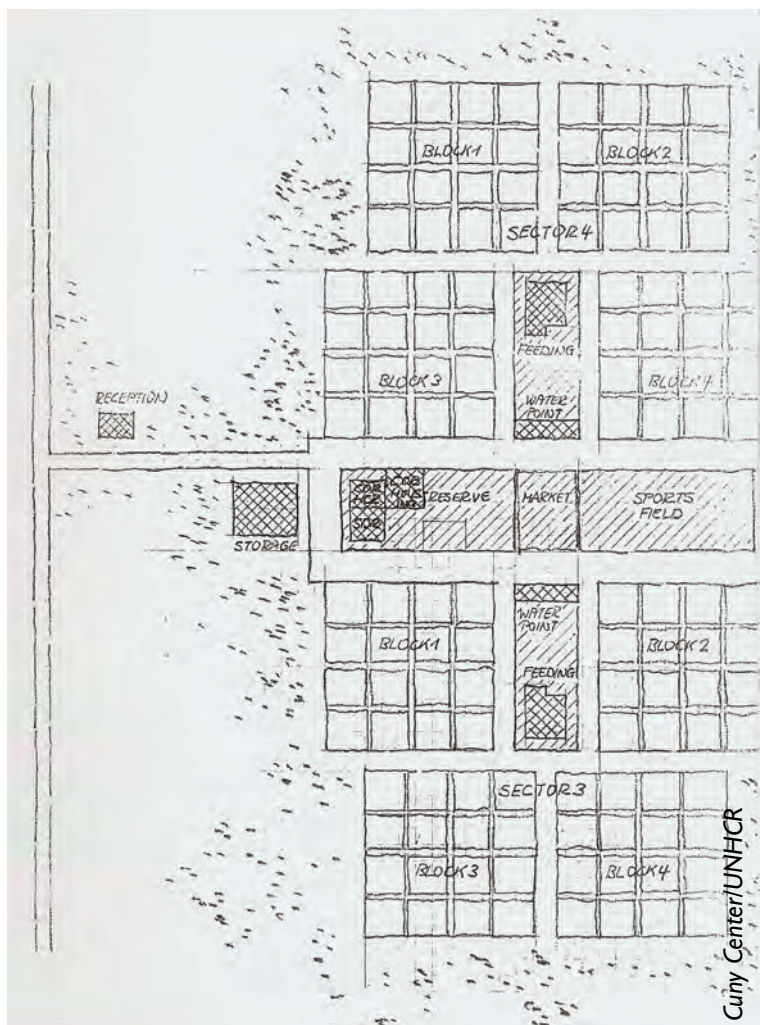 BLOCK1
BLOCK2
SECTOR4
FEEDING
BLOCK3
BLOCK4
WATER
POINT
RECEPTION
RESERVE
MARKET
SPORTS
FIELD
STORAGE
WATER
POINT
BLOCK1
BLOCK2
FEEDING
SECTOR3
BLOCK3
BLOCK4
Cuny Center/UNHCR